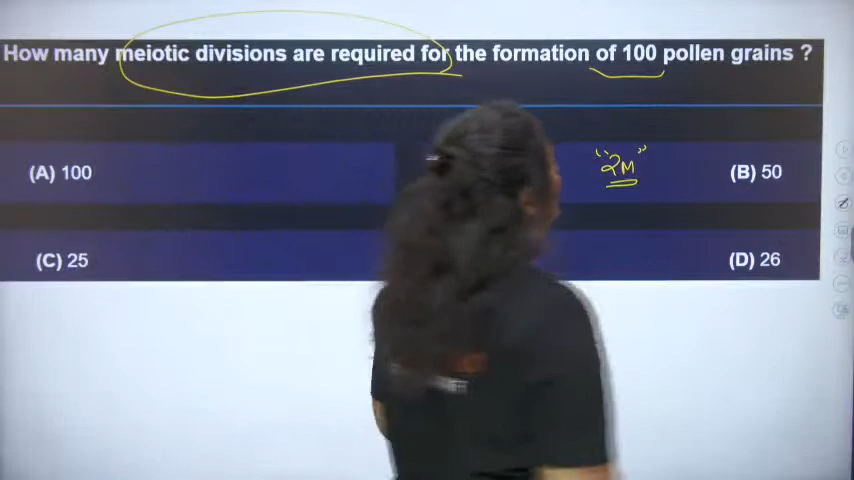 How many meiotic divisions are required for the formation of 100 pollen grains ?
(A) 100
"2M"
(B) 50
(C) 25
(D) 26